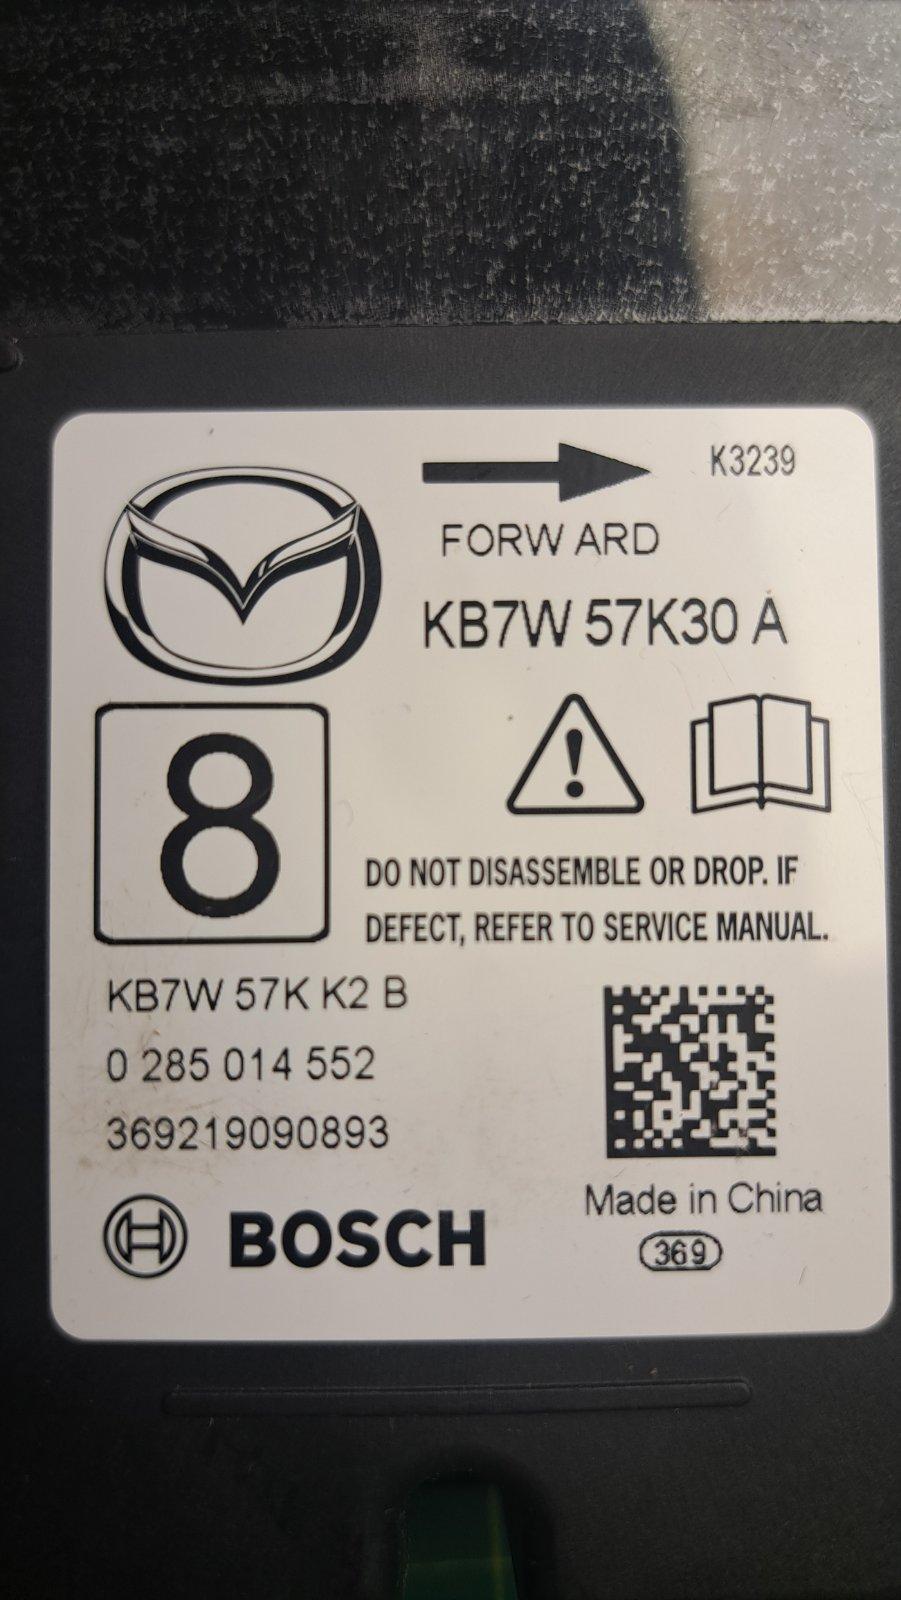 K3239
FORW ARD
KB7W 57K30 A
8
DO NOT DISASSEMBLE OR DROP. IF
DEFECT, REFER TO SERVICE MANUAL.
KB7W 57K K2 B
0 285 014 552
369219090893
Made in China
BOSCH
369